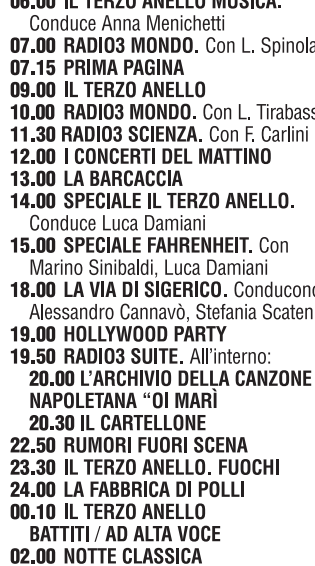 06.00 IL TERZO ANELLO MUSICA.
Conduce Anna Menichetti
07.00 RADIO3 MONDO. Con L. Spinola
07.15 PRIMA PAGINA
09.00 IL TERZO ANELLO
10.00 RADIO3 MONDO. Con L. Tirabass
11.30 RADIO3 SCIENZA. Con F. Carlini
12.00 I CONCERTI DEL MATTINO
13.00 LA BARCACCIA
14.00 SPECIALE IL TERZO ANELLO.
Conduce Luca Damiani
15.00 SPECIALE FAHRENHEIT. Con
Marino Sinibaldi, Luca Damiani
18.00 LA VIA DI SIGERICO. Conducono
Alessandro Cannavò, Stefania Scaten
19.00 HOLLYWOOD PARTY
19.50 RADIO3 SUITE. All'interno:
20.00 L'ARCHIVIO DELLA CANZONE
NAPOLETANA “OI MARÌ
20.30 IL CARTELLONE
22.50 RUMORI FUORI SCENA
23.30 IL TERZO ANELLO. FUOCHI
24.00 LA FABBRICA DI POLLI
00.10 IL TERZO ANELLO
BATTITI / AD ALTA VOCE
02.00 NOTTE CLASSICA